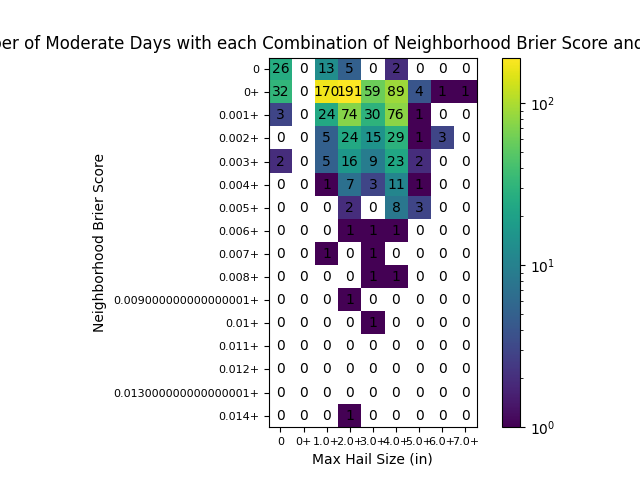 of Moderate Days with each Combination of Neighborhood Brier Score and
0 26 0 13 5 0 2 0 0 0
0+ 32 0 170 191 59 89 4 1 1
0.001+ 3 0 24 74 30 76 1 0 0
0.002+ 0 0 5 24 15 29 1 3 0
0.003+ 2 0 5 16 9 23 2 0 0
0.004+ 0 0 1 7 3 11 1 0 0
0.005+ 0 0 0 2 0 8 3 0 0
0.006+ 0 0 0 1 1 1 0 0 0
0.007+ 0 0 1 0 1 0 0 0 0
0.008+ 0 0 0 0 1 1 0 0 0
0.009000000000000001+ 0 0 0 1 0 0 0 0 0
0.01+ 0 0 0 0 1 0 0 0 0
0.011+ 0 0 0 0 0 0 0 0 0
0.012+ 0 0 0 0 0 0 0 0 0
0.013000000000000001+ 0 0 0 0 0 0 0 0 0
0.014+ 0 0 0 1 0 0 0 0 0
0 0+ 1.0+ 2.0+ 3.0+ 4.0+ 5.0+ 6.0+ 7.0+
Max Hail Size (in)
Neighborhood Brier Score
10²
10¹
10⁰